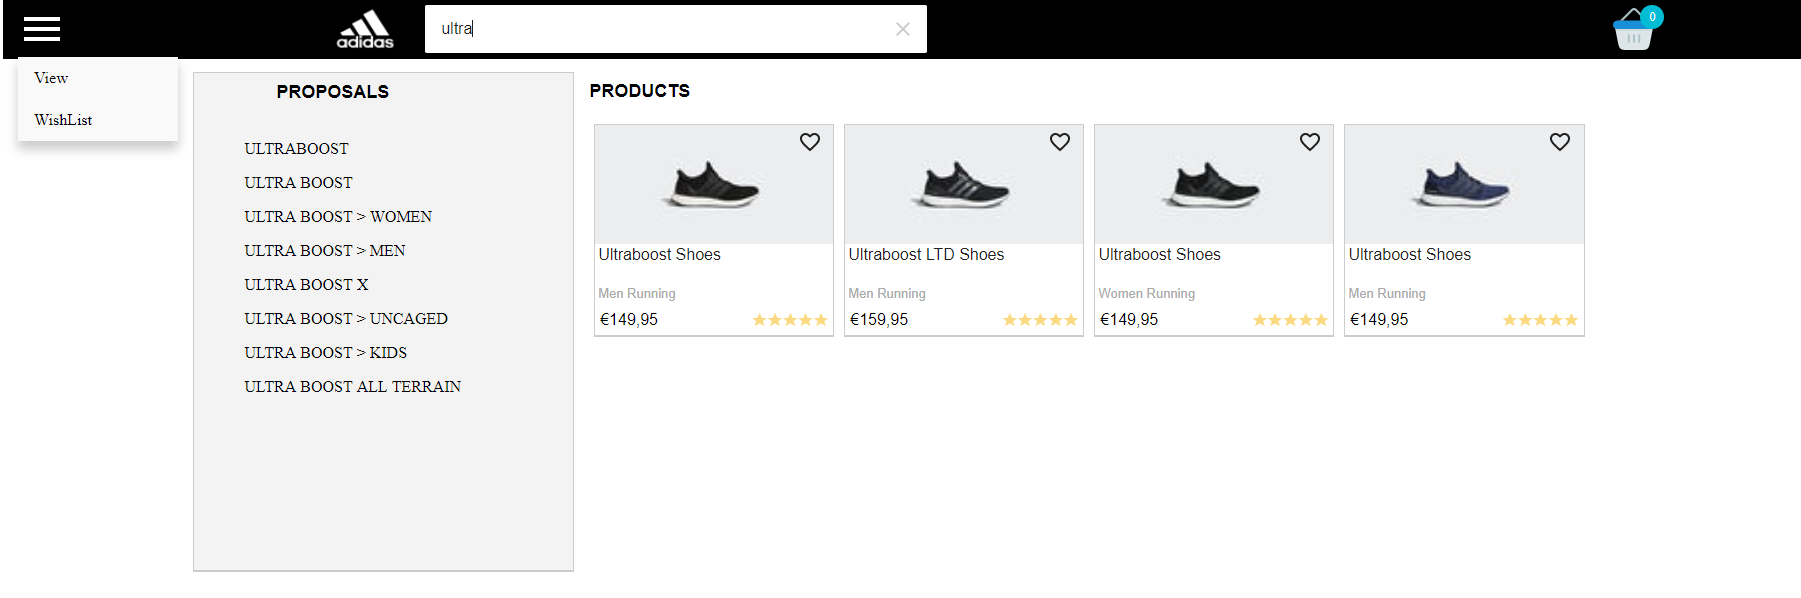 adidas
ultra
0
View
WishList
PROPOSALS
ULTRABOOST
ULTRA BOOST
ULTRA BOOST > WOMEN
ULTRA BOOST > MEN
ULTRA BOOST X
ULTRA BOOST > UNCAGED
ULTRA BOOST > KIDS
ULTRA BOOST ALL TERRAIN
PRODUCTS
Ultraboost Shoes
Men Running
€149,95
Ultraboost LTD Shoes
Men Running
€159,95
Ultraboost Shoes
Women Running
€149,95
Ultraboost Shoes
Men Running
€149,95